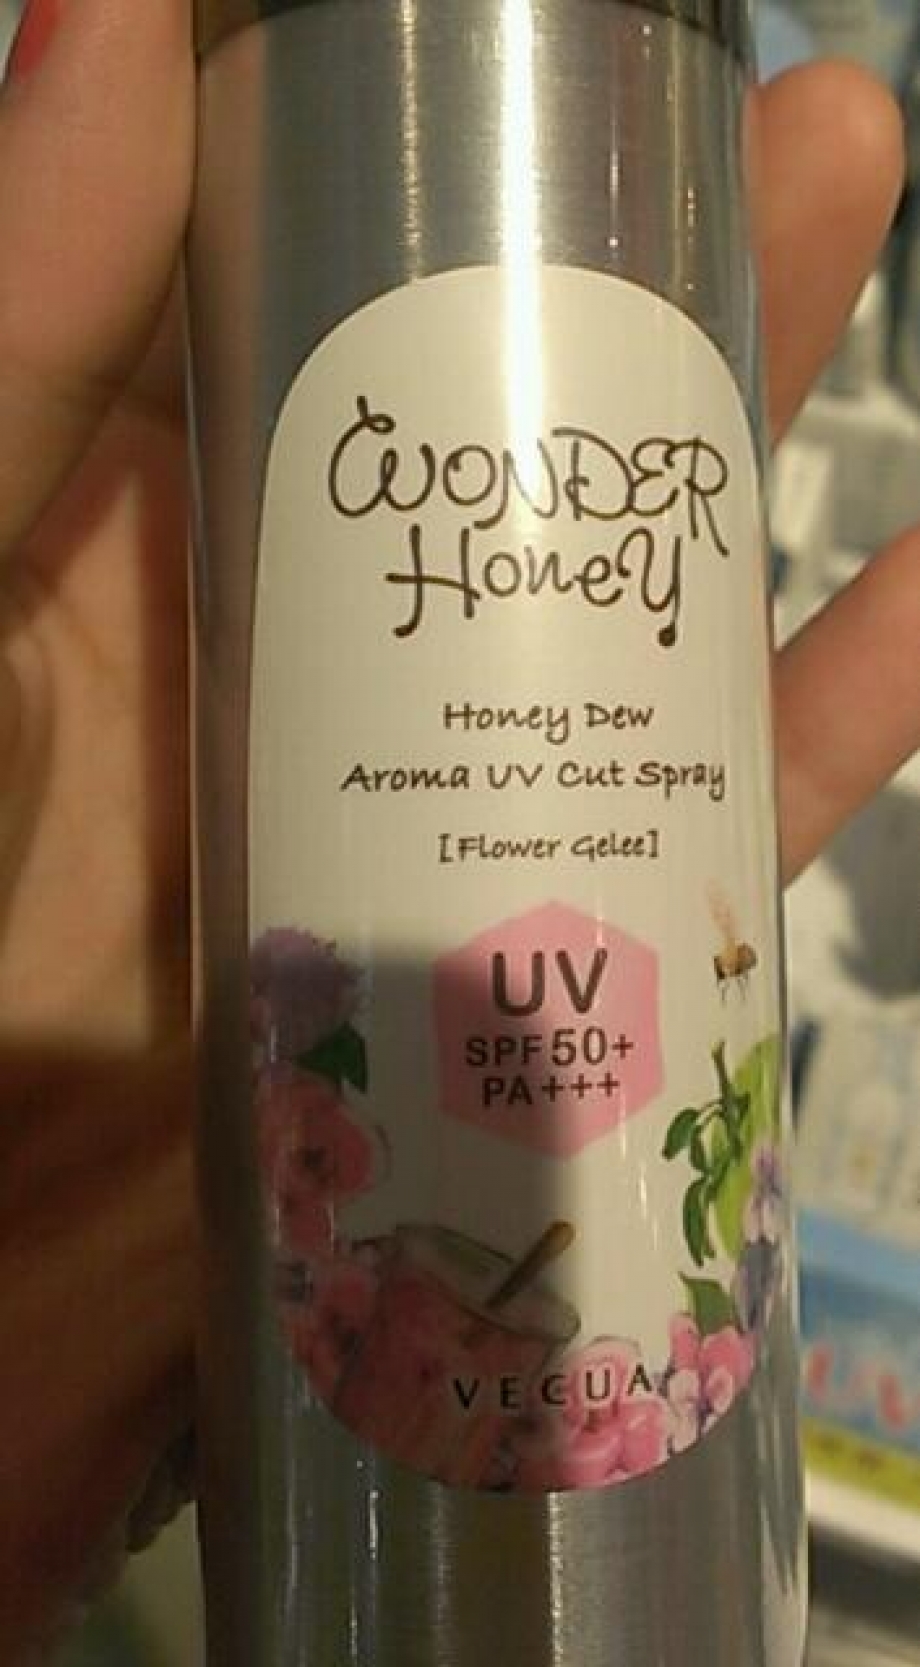 WONDER
Honey
Honey Dew
Aroma UV Cut Spray
[Flower Gelee]
UV
SPF50+
PA+++
VECUA